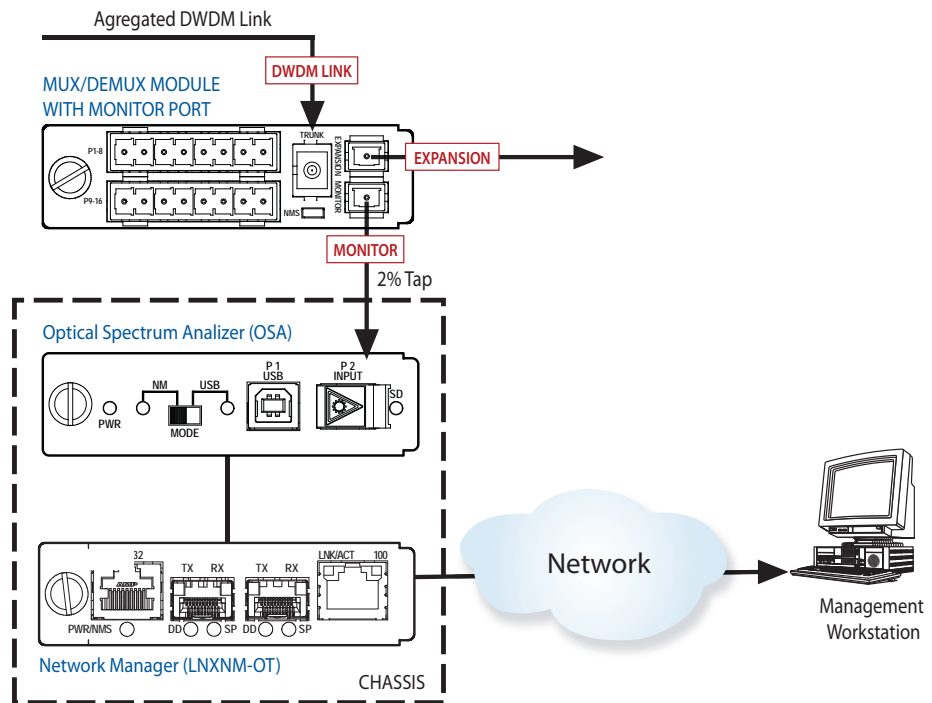 Agregated DWDM Link
DWDM LINK
MUX/DEMUX MODULE
WITH MONITOR PORT
TRUNK
P1-8
EXPANSION
EXPANSION
P9-16
MONITOR
NMS
MONITOR
2% Tap
Optical Spectrum Analizer (OSA)
P 1
USB
P 2
INPUT
NM
USB
SD
PWR
MODE
32
TX RX
TX RX
LNK/ACT 100
AMP
PWR/NMS
DD SP
DD SP
Network Manager (LNXNM-OT)
CHASSIS
Network
Management
Workstation